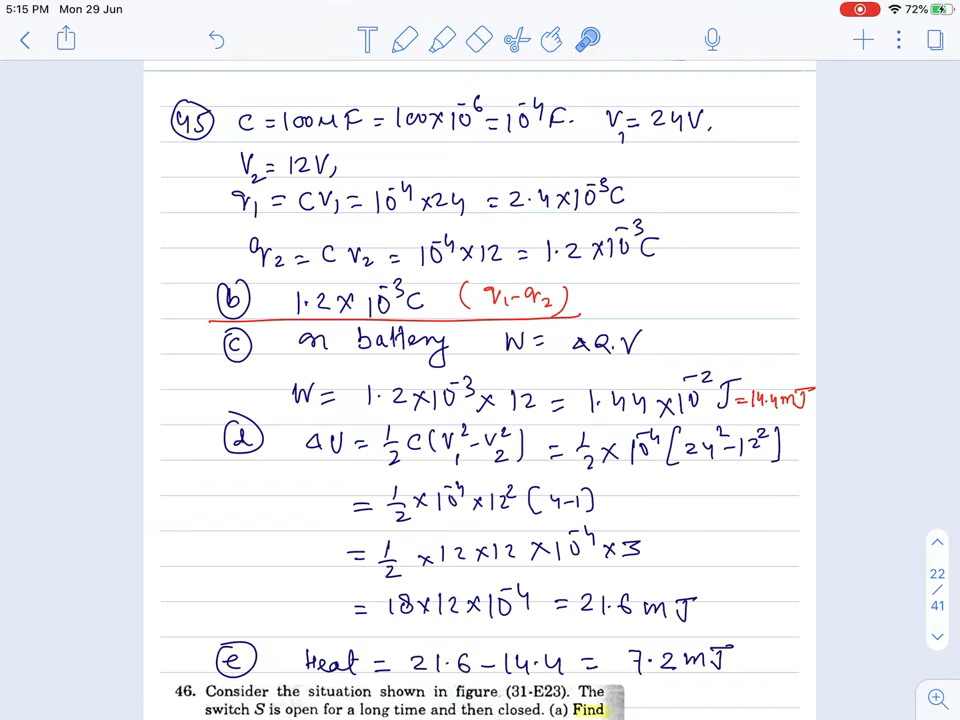 5:15 PM Mon 29 Jun
72%
45 C = 100 μF = 100×10⁻⁶ = 10⁻⁴ F. V₁ = 24V,
V₂ = 12V,
q₁ = CV₁ = 10⁻⁴ × 24 = 2.4×10⁻³C
q₂ = C V₂ = 10⁻⁴ × 12 = 1.2 × 10⁻³C
(b) 1.2 × 10⁻³C (q₁-q₂)
(c) on battery W = ΔQ.V
W = 1.2×10⁻³ × 12 = 1.44 × 10⁻² J = 14.4 mJ
(d) ΔU = 1/2 C(V₁² - V₂²) = 1/2 × 10⁻⁴ [24² - 12²]
= 1/2 × 10⁻⁴ × 12² (4-1)
= 1/2 × 12 × 12 × 10⁻⁴ × 3
= 18 × 12 × 10⁻⁴ = 21.6 mJ
(e) Heat = 21.6 - 14.4 = 7.2 mJ
46. Consider the situation shown in figure (31-E23). The
switch S is open for a long time and then closed. (a) Find
22
/
41